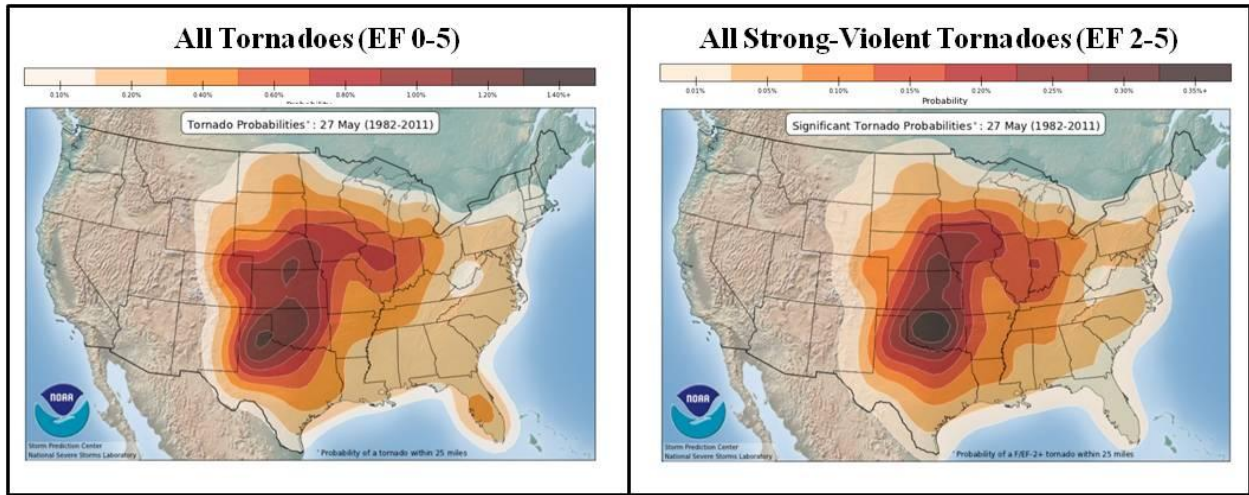 All Tornadoes (EF 0-5)
0.10%
0.20%
0.40%
0.60%
0.80%
1.00%
1.20%
1.40%+
Tornado Probabilities*: 27 May (1982-2011)
NOAA
Storm Prediction Center
National Severe Storms Laboratory
*Probability of a tornado within 25 miles
All Strong-Violent Tornadoes (EF 2-5)
0.01%
0.05%
0.10%
0.15%
0.20%
0.25%
0.30%
0.35%+
Probability
Significant Tornado Probabilities*: 27 May (1982-2011)
NOAA
Storm Prediction Center
National Severe Storms Laboratory
*Probability of a F/EF-2+ tornado within 25 miles